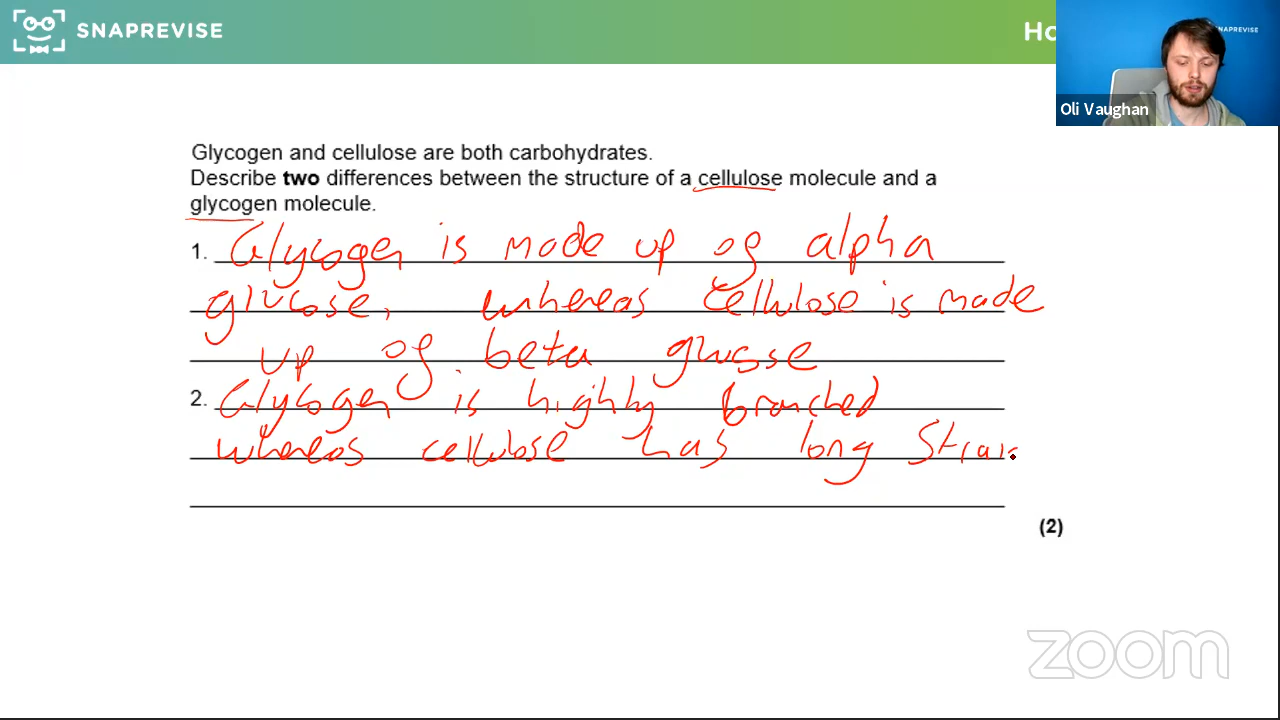 SNAPREVISE
Ho
SNAPREVISE
Oli Vaughan
Glycogen and cellulose are both carbohydrates.
Describe two differences between the structure of a cellulose molecule and a
glycogen molecule.
1. Glycogen is made up of alpha
glucose, whereas cellulose is made
up of beta glucose
2. Glycogen is highly branched
whereas cellulose has long strai
(2)
zoom